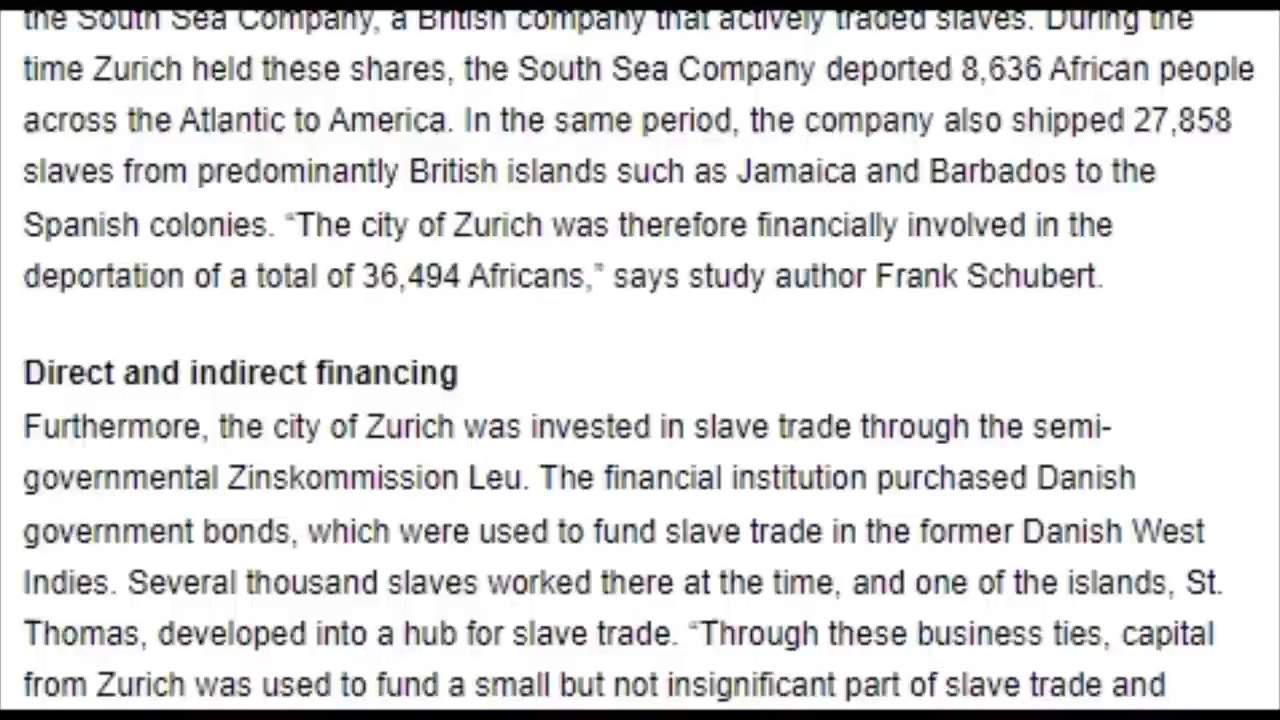 the South Sea Company, a British company that actively traded slaves. During the
time Zurich held these shares, the South Sea Company deported 8,636 African people
across the Atlantic to America. In the same period, the company also shipped 27,858
slaves from predominantly British islands such as Jamaica and Barbados to the
Spanish colonies. “The city of Zurich was therefore financially involved in the
deportation of a total of 36,494 Africans,” says study author Frank Schubert.
Direct and indirect financing
Furthermore, the city of Zurich was invested in slave trade through the semi-
governmental Zinskommission Leu. The financial institution purchased Danish
government bonds, which were used to fund slave trade in the former Danish West
Indies. Several thousand slaves worked there at the time, and one of the islands, St.
Thomas, developed into a hub for slave trade. “Through these business ties, capital
from Zurich was used to fund a small but not insignificant part of slave trade and